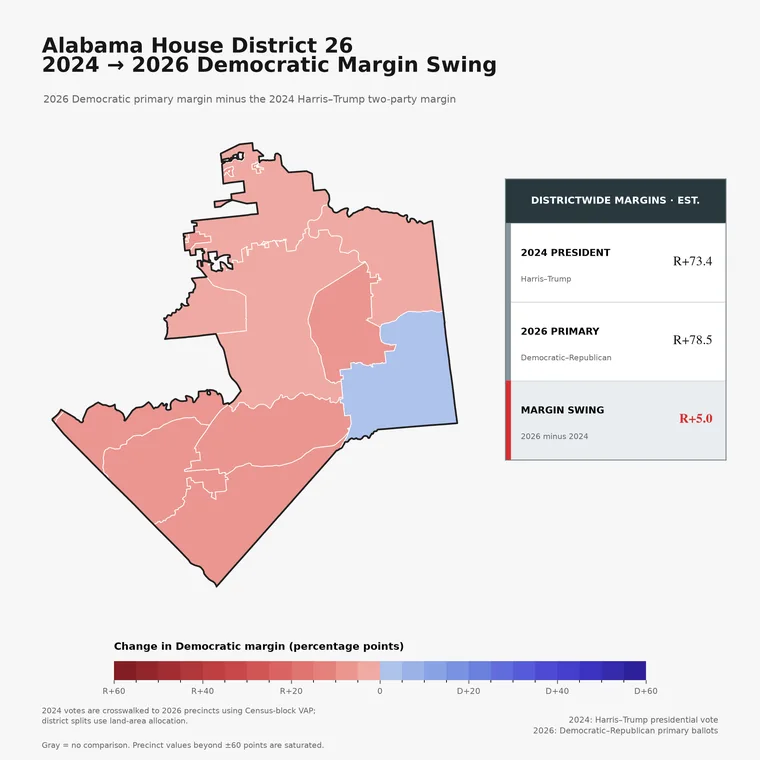 Alabama House District 26
2024 → 2026 Democratic Margin Swing
2026 Democratic primary margin minus the 2024 Harris–Trump two-party margin
DISTRICTWIDE MARGINS · EST.
2024 PRESIDENT
R+73.4
Harris–Trump
2026 PRIMARY
R+78.5
Democratic–Republican
MARGIN SWING
R+5.0
2026 minus 2024
Change in Democratic margin (percentage points)
R+60 R+40 R+20 0 D+20 D+40 D+60
2024 votes are crosswalked to 2026 precincts using Census-block VAP;
district splits use land-area allocation.
2024: Harris–Trump presidential vote
2026: Democratic–Republican primary ballots
Gray = no comparison. Precinct values beyond ±60 points are saturated.